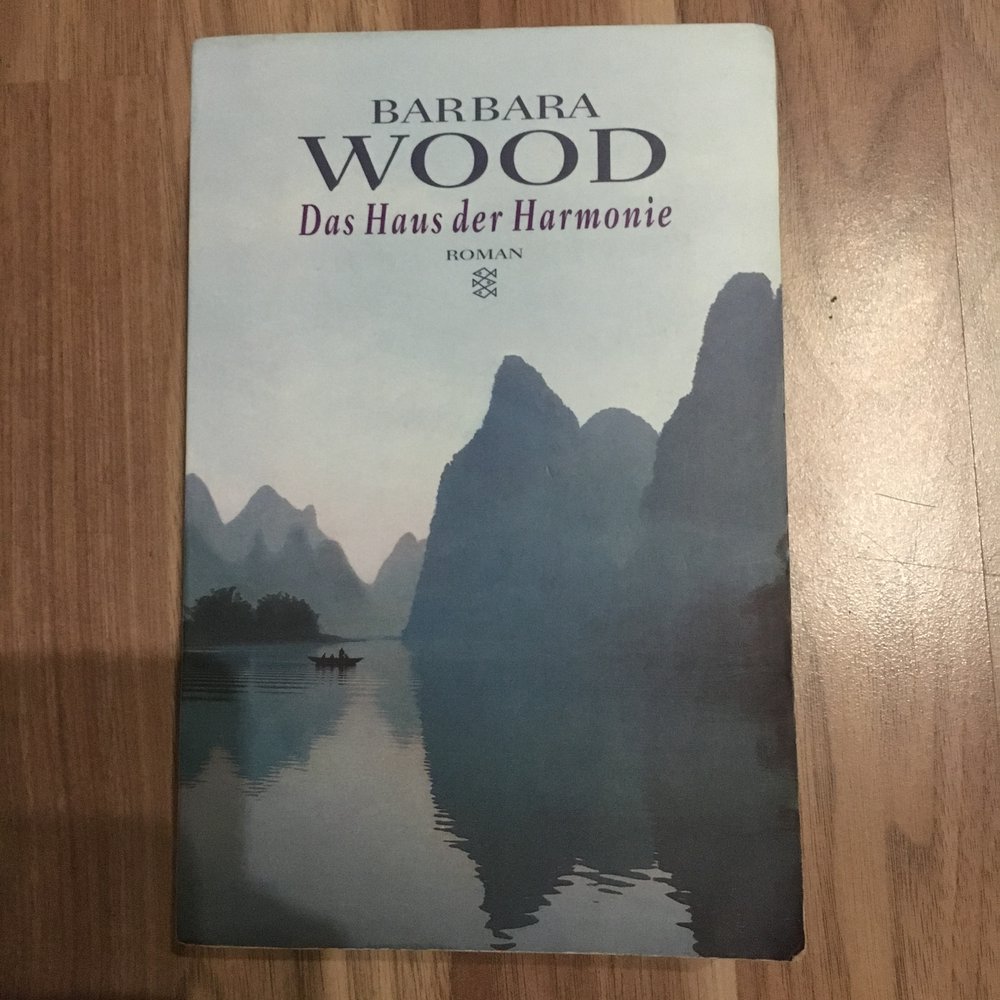 BARBARA
WOOD
Das Haus der Harmonie
ROMAN